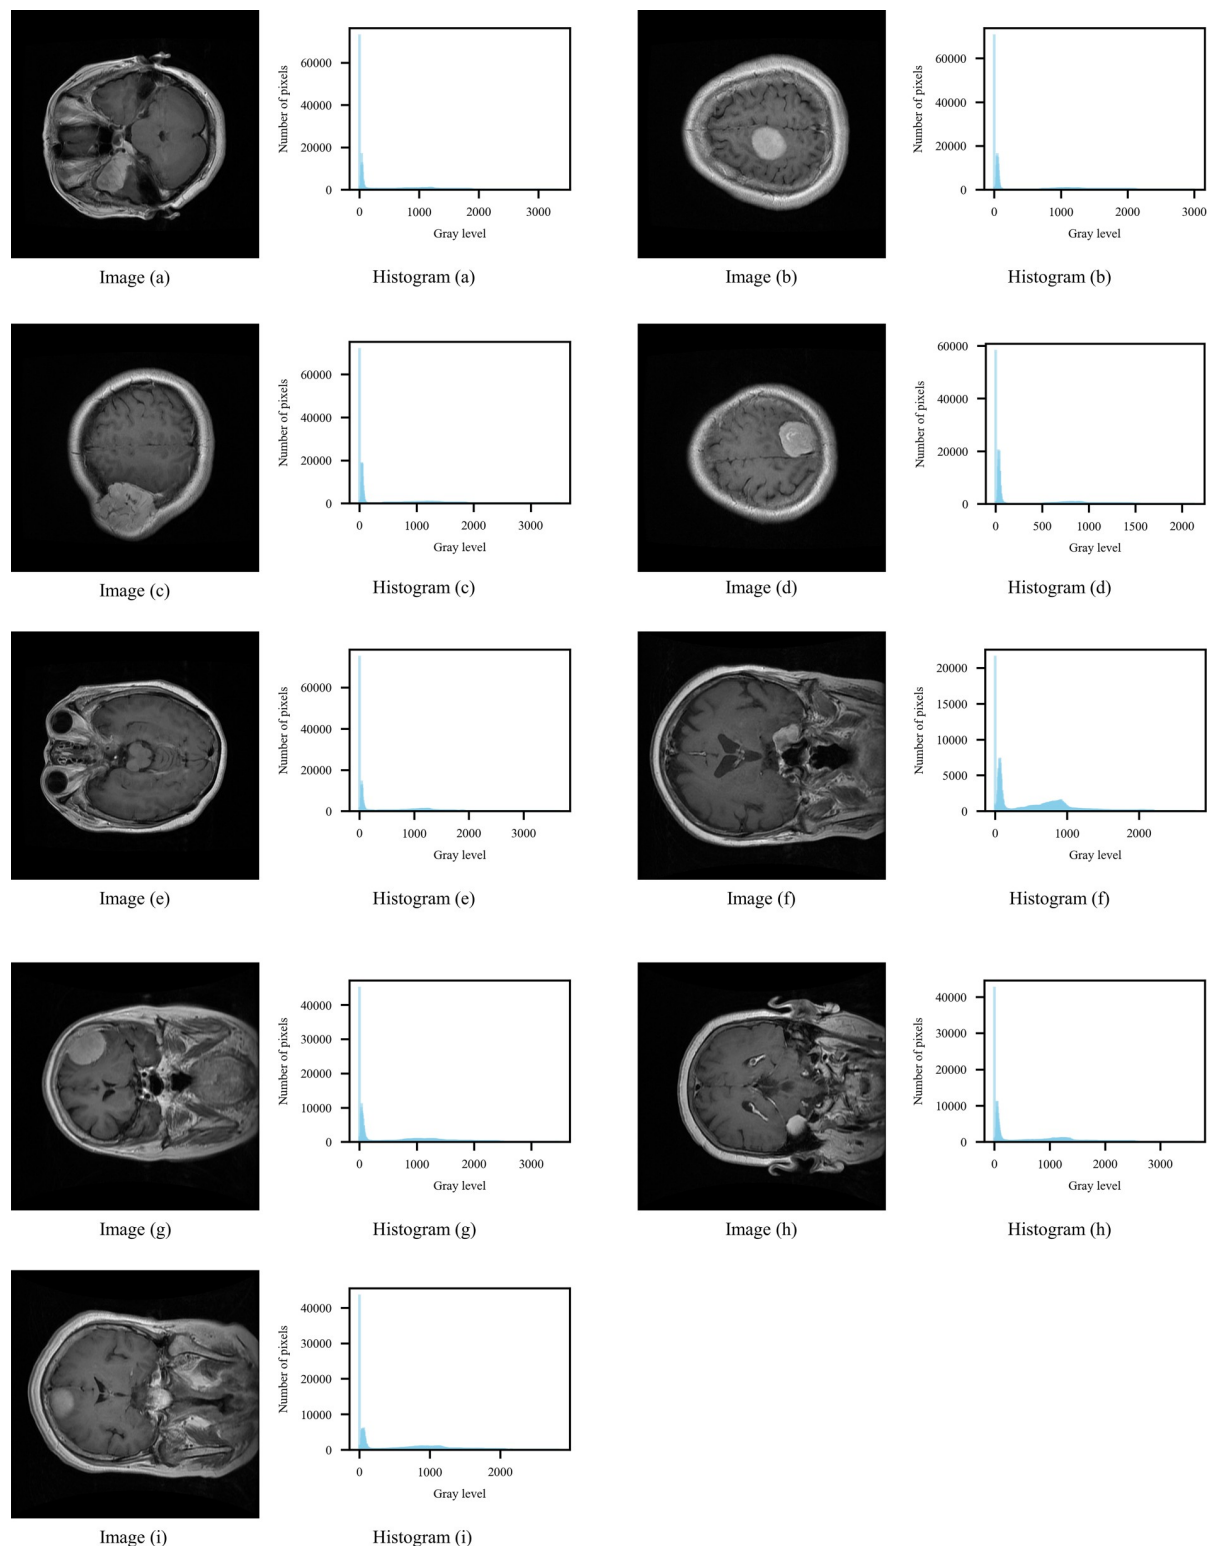 Number of pixels
60000
40000
20000
0
0 1000 2000 3000
Gray level
Image (a)
Histogram (a)
Number of pixels
60000
40000
20000
0
0 1000 2000 3000
Gray level
Image (b)
Histogram (b)
Number of pixels
60000
40000
20000
0
0 1000 2000 3000
Gray level
Image (c)
Histogram (c)
Number of pixels
60000
40000
20000
0
0 500 1000 1500 2000
Gray level
Image (d)
Histogram (d)
Number of pixels
60000
40000
20000
0
0 1000 2000 3000
Gray level
Image (e)
Histogram (e)
Number of pixels
20000
15000
10000
5000
0
0 1000 2000
Gray level
Image (f)
Histogram (f)
Number of pixels
40000
30000
20000
10000
0
0 1000 2000 3000
Gray level
Image (g)
Histogram (g)
Number of pixels
40000
30000
20000
10000
0
0 1000 2000 3000
Gray level
Image (h)
Histogram (h)
Number of pixels
40000
30000
20000
10000
0
0 1000 2000
Gray level
Image (i)
Histogram (i)